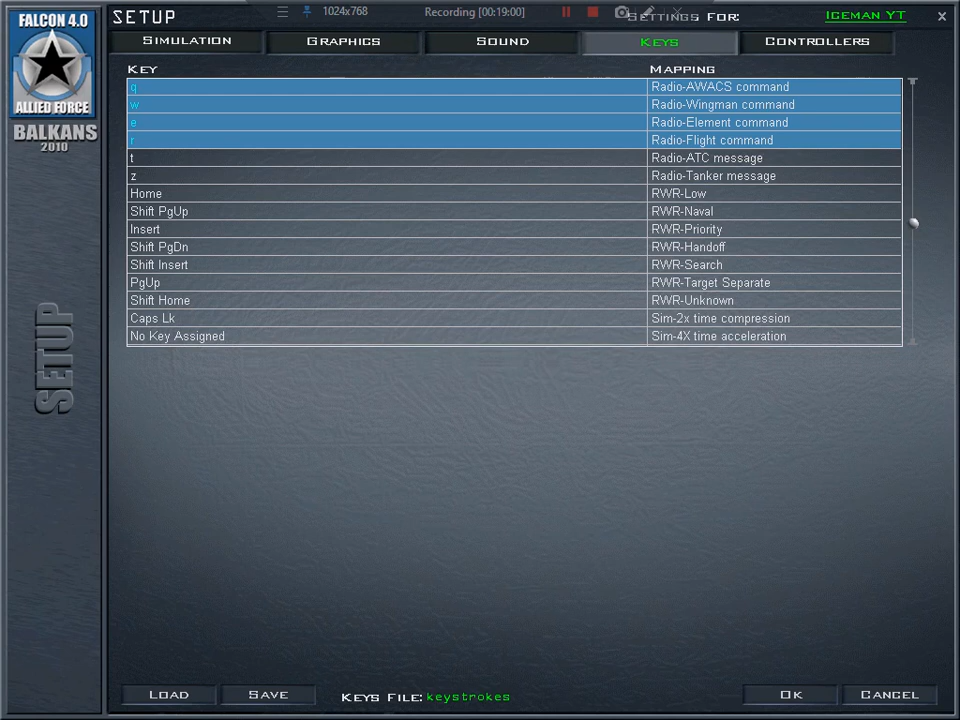 FALCON 4.0
ALLIED FORCE
BALKANS
2010
SETUP
SETUP
1024x768
Recording [00:19:00]
SETTINGS FOR:
ICEMAN YT
SIMULATION
GRAPHICS
SOUND
KEYS
CONTROLLERS
KEY MAPPING
q Radio-AWACS command
w Radio-Wingman command
e Radio-Element command
r Radio-Flight command
t Radio-ATC message
z Radio-Tanker message
Home RWR-Low
Shift PgUp RWR-Naval
Insert RWR-Priority
Shift PgDn RWR-Handoff
Shift Insert RWR-Search
PgUp RWR-Target Separate
Shift Home RWR-Unknown
Caps Lk Sim-2x time compression
No Key Assigned Sim-4X time acceleration
LOAD
SAVE
KEYS FILE: keystrokes
OK
CANCEL